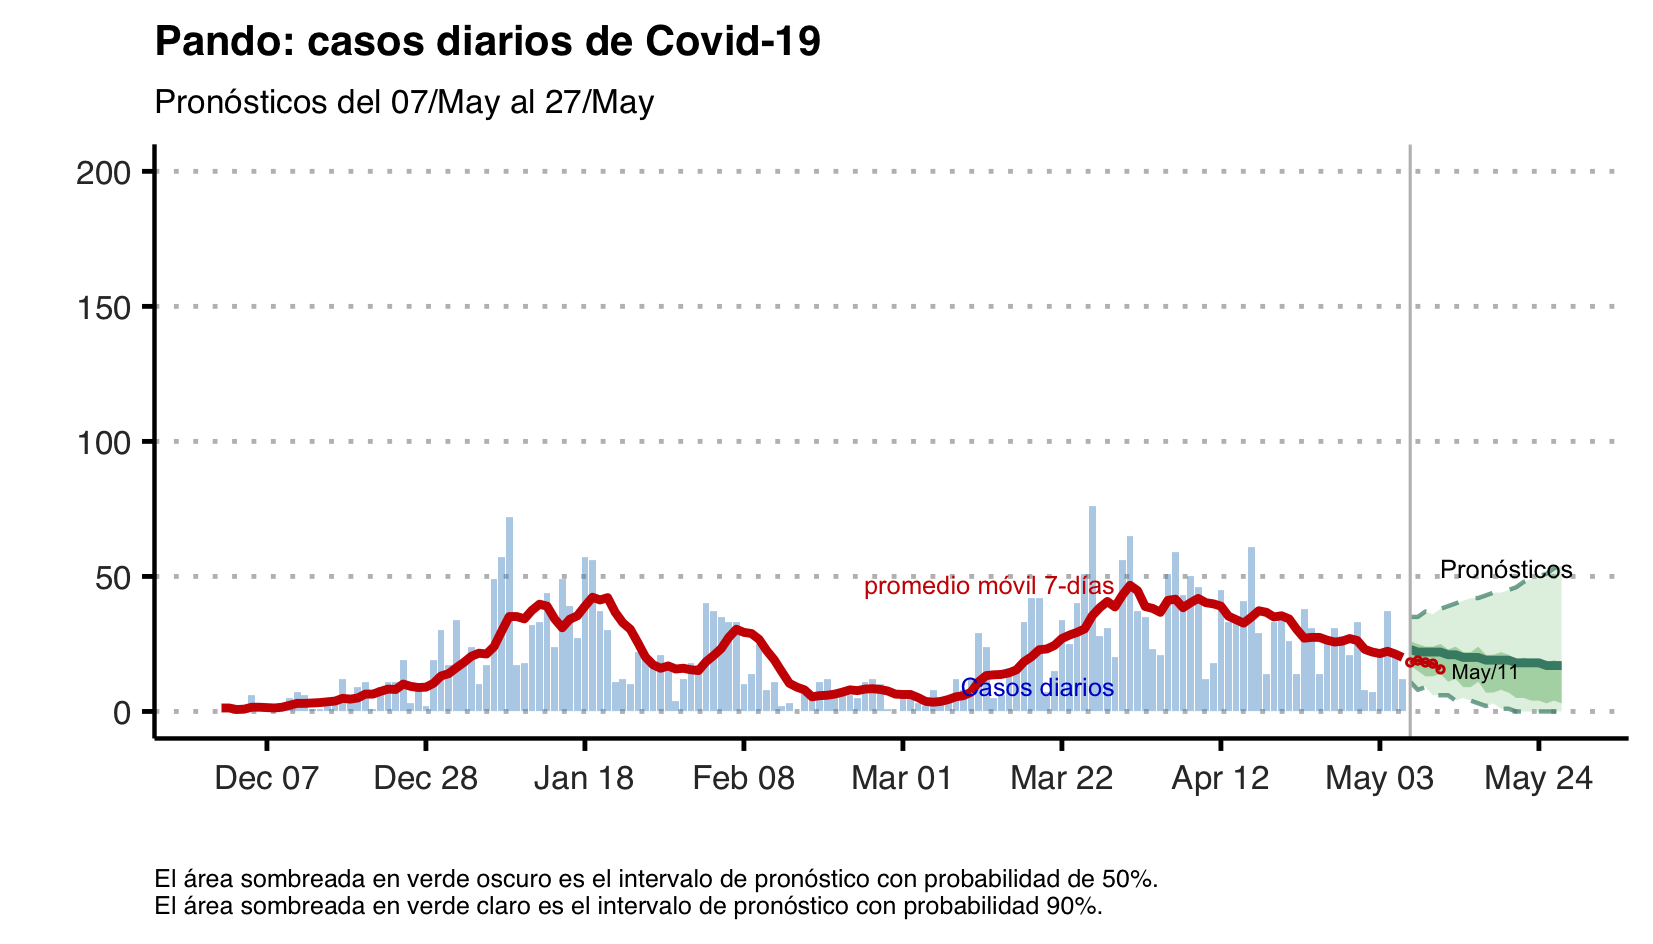 Pando: casos diarios de Covid-19
Pronósticos del 07/May al 27/May
200
150
100
50
0
promedio móvil 7-días
Casos diarios
Pronósticos
May/11
Dec 07 Dec 28 Jan 18 Feb 08 Mar 01 Mar 22 Apr 12 May 03 May 24
El área sombreada en verde oscuro es el intervalo de pronóstico con probabilidad de 50%.
El área sombreada en verde claro es el intervalo de pronóstico con probabilidad 90%.